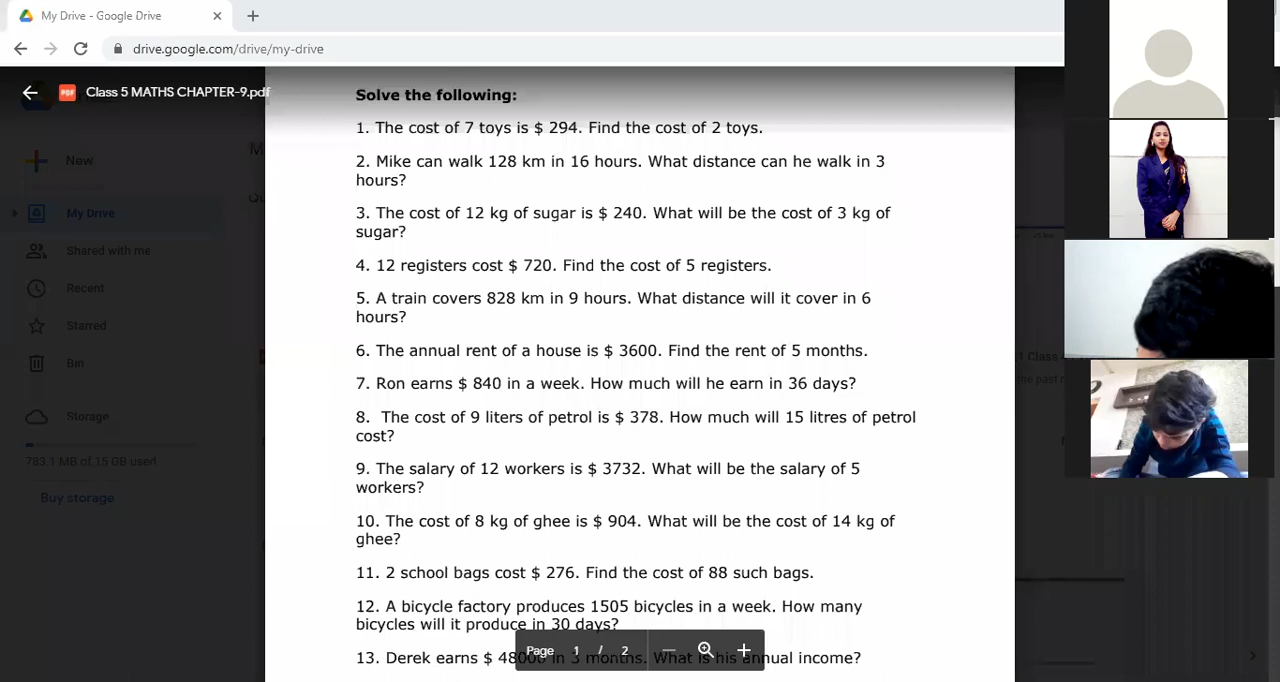 My Drive - Google Drive
drive.google.com/drive/my-drive
Class 5 MATHS CHAPTER-9.pdf
New
My Drive
Shared with me
Recent
Starred
Bin
Storage
783.1 MB of 15 GB used
Buy storage
Solve the following:
1. The cost of 7 toys is $ 294. Find the cost of 2 toys.
2. Mike can walk 128 km in 16 hours. What distance can he walk in 3
hours?
3. The cost of 12 kg of sugar is $ 240. What will be the cost of 3 kg of
sugar?
4. 12 registers cost $ 720. Find the cost of 5 registers.
5. A train covers 828 km in 9 hours. What distance will it cover in 6
hours?
6. The annual rent of a house is $ 3600. Find the rent of 5 months.
7. Ron earns $ 840 in a week. How much will he earn in 36 days?
8. The cost of 9 liters of petrol is $ 378. How much will 15 litres of petrol
cost?
9. The salary of 12 workers is $ 3732. What will be the salary of 5
workers?
10. The cost of 8 kg of ghee is $ 904. What will be the cost of 14 kg of
ghee?
11. 2 school bags cost $ 276. Find the cost of 88 such bags.
12. A bicycle factory produces 1505 bicycles in a week. How many
bicycles will it produce in 30 days?
13. Derek earns $ 48000 in 3 months. What is his annual income?
Page 1 / 2